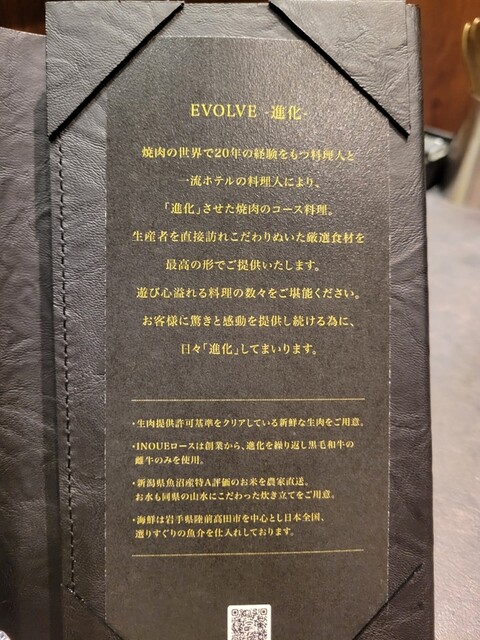 EVOLVE -進化-
焼肉の世界で20年の経験をもつ料理人と
一流ホテルの料理人により、
「進化」させた焼肉のコース料理。
生産者を直接訪れこだわりぬいた厳選食材を
最高の形でご提供いたします。
遊び心溢れる料理の数々をご堪能ください。
お客様に驚きと感動を提供し続ける為に、
日々「進化」してまいります。
・生肉提供許可基準をクリアしている新鮮な生肉をご用意。
・INOUEロースは創業から、進化を繰り返し黒毛和牛の
雌牛のみを使用。
・新潟県魚沼産特A評価のお米を農家直送、
お水も同県の山水にこだわった炊き立てをご用意。
・海鮮は岩手県陸前高田市を中心とし日本全国、
選りすぐりの魚介を仕入れしております。